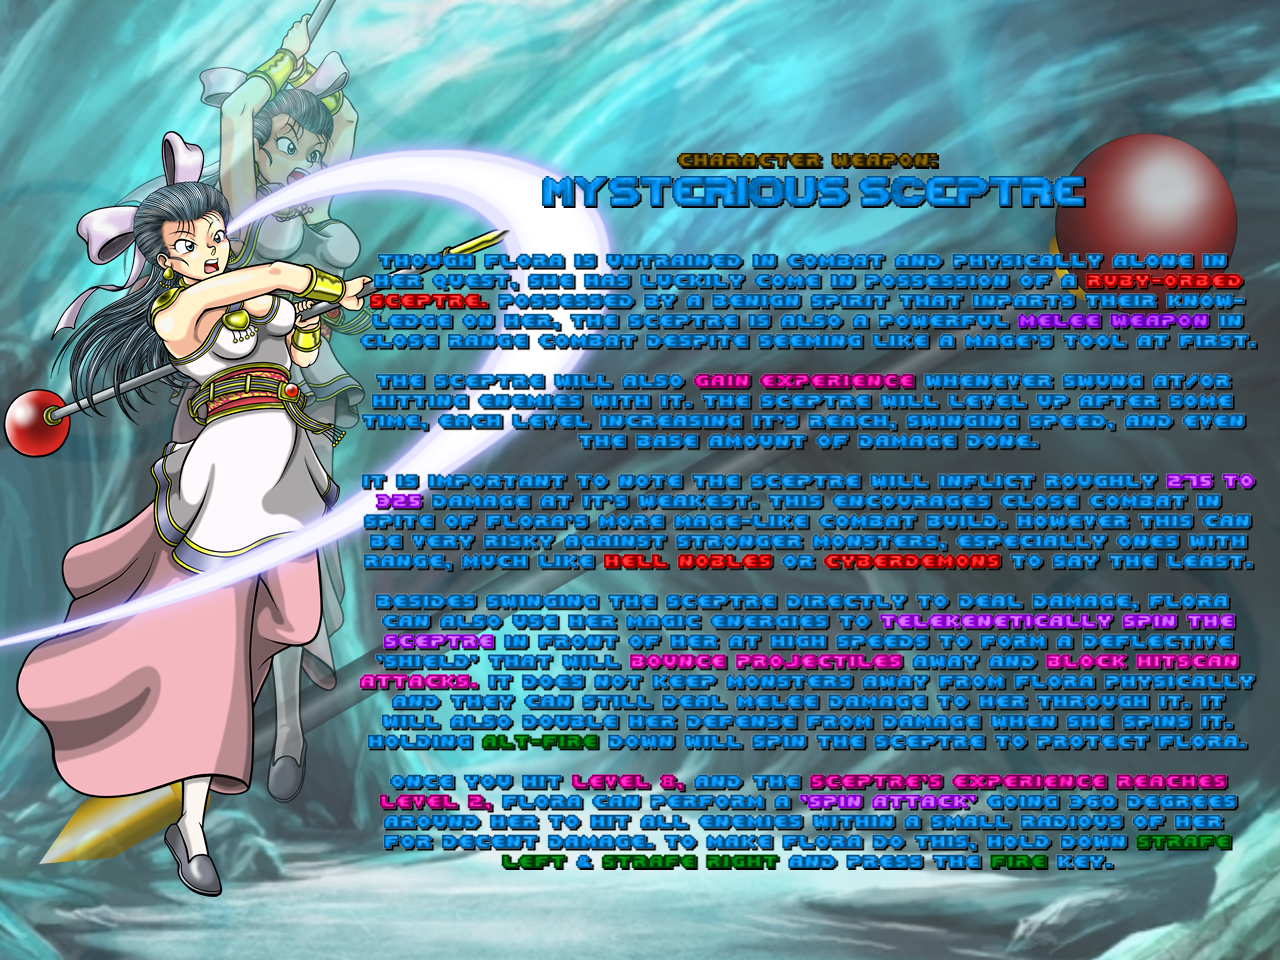 CHARACTER WEAPON:
MYSTERIOUS SCEPTRE
THOUGH FLORA IS UNTRAINED IN COMBAT AND PHYSICALLY ALONE IN
HER QUEST, SHE HAS LUCKILY COME IN POSSESSION OF A RUBY-ORBED
SCEPTRE. POSSESSED BY A BENIGN SPIRIT THAT INPARTS THEIR KNOW-
LEDGE ON HER, THE SCEPTRE IS ALSO A POWERFUL MELEE WEAPON IN
CLOSE RANGE COMBAT DESPITE SEEMING LIKE A MAGE'S TOOL AT FIRST.
THE SCEPTRE WILL ALSO GAIN EXPERIENCE WHENEVER SWUNG AT/OR
HITTING ENEMIES WITH IT. THE SCEPTRE WILL LEVEL UP AFTER SOME
TIME, EACH LEVEL INCREASING IT'S REACH, SWINGING SPEED, AND EVEN
THE BASE AMOUNT OF DAMAGE DONE.
IT IS IMPORTANT TO NOTE THE SCEPTRE WILL INFLICT ROUGHLY 275 TO
325 DAMAGE AT IT'S WEAKEST. THIS ENCOURAGES CLOSE COMBAT IN
SPITE OF FLORA'S MORE MAGE-LIKE COMBAT BUILD. HOWEVER THIS CAN
BE VERY RISKY AGAINST STRONGER MONSTERS, ESPECIALLY ONES WITH
RANGE, MUCH LIKE HELL NOBLES OR CYBERDEMONS TO SAY THE LEAST.
BESIDES SWINGING THE SCEPTRE DIRECTLY TO DEAL DAMAGE, FLORA
CAN ALSO USE HER MAGIC ENERGIES TO TELEKENETICALLY SPIN THE
SCEPTRE IN FRONT OF HER AT HIGH SPEEDS TO FORM A DEFLECTIVE
'SHIELD' THAT WILL BOUNCE PROJECTILES AWAY AND BLOCK HITSCAN
ATTACKS. IT DOES NOT KEEP MONSTERS AWAY FROM FLORA PHYSICALLY
AND THEY CAN STILL DEAL MELEE DAMAGE TO HER THROUGH IT. IT
WILL ALSO DOUBLE HER DEFENSE FROM DAMAGE WHEN SHE SPINS IT.
HOLDING ALT-FIRE DOWN WILL SPIN THE SCEPTRE TO PROTECT FLORA.
ONCE YOU HIT LEVEL 8, AND THE SCEPTRE'S EXPERIENCE REACHES
LEVEL 2, FLORA CAN PERFORM A 'SPIN ATTACK' GOING 360 DEGREES
AROUND HER TO HIT ALL ENEMIES WITHIN A SMALL RADIOUS OF HER
FOR DECENT DAMAGE. TO MAKE FLORA DO THIS, HOLD DOWN STRAFE
LEFT & STRAFE RIGHT AND PRESS THE FIRE KEY.